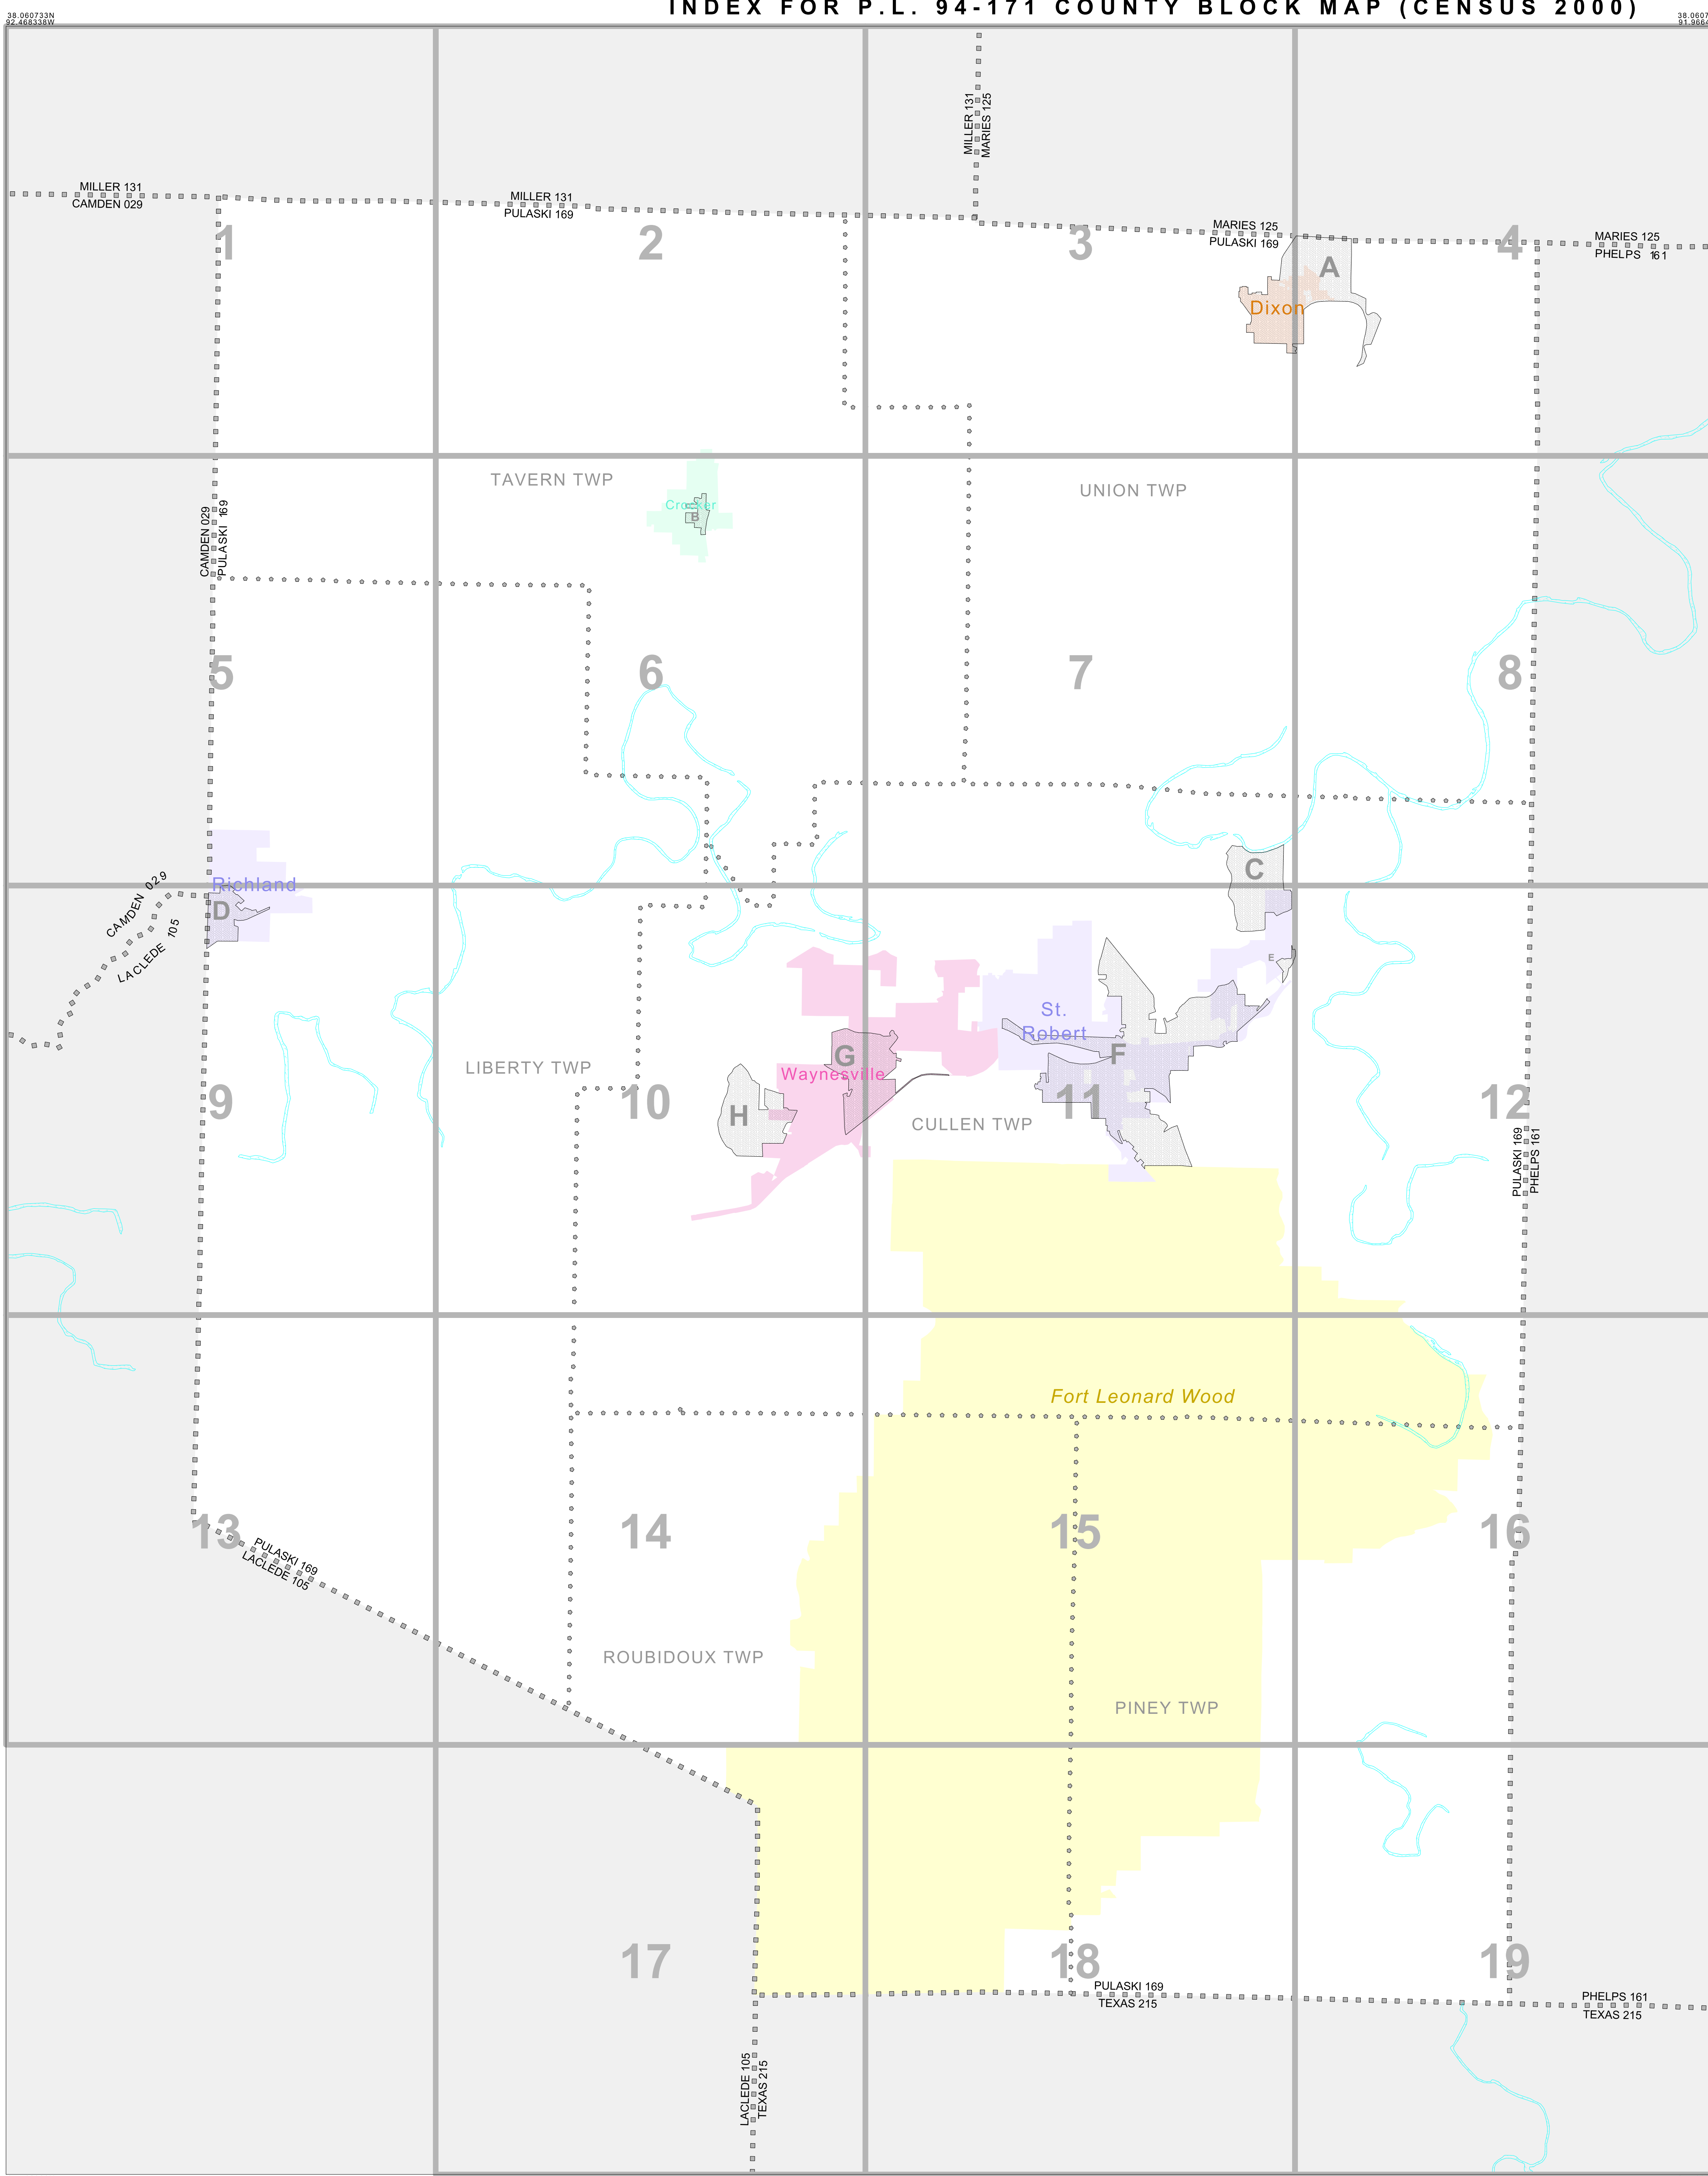 INDEX FOR P.L. 94-171 COUNTY BLOCK MAP (CENSUS 2000)
38.060733N
92.468338W
38.0607
91.9664
MILLER 131
MARIES 125
MILLER 131
CAMDEN 029
MILLER 131
PULASKI 169
MARIES 125
PULASKI 169
MARIES 125
PHELPS 161
1
2
3
4
A
Dixon
TAVERN TWP
UNION TWP
Crocker
B
CAMDEN 029
PULASKI 169
5
6
7
8
C
Richland
D
CAMDEN 029
LACLEDE 105
E
St.
Robert
F
G
Waynesville
LIBERTY TWP
H
CULLEN TWP
9
10
11
12
PULASKI 169
PHELPS 161
Fort Leonard Wood
13
14
15
16
PULASKI 169
LACLEDE 105
ROUBIDOUX TWP
PINEY TWP
17
18
19
PULASKI 169
TEXAS 215
PHELPS 161
TEXAS 215
LACLEDE 105
TEXAS 215